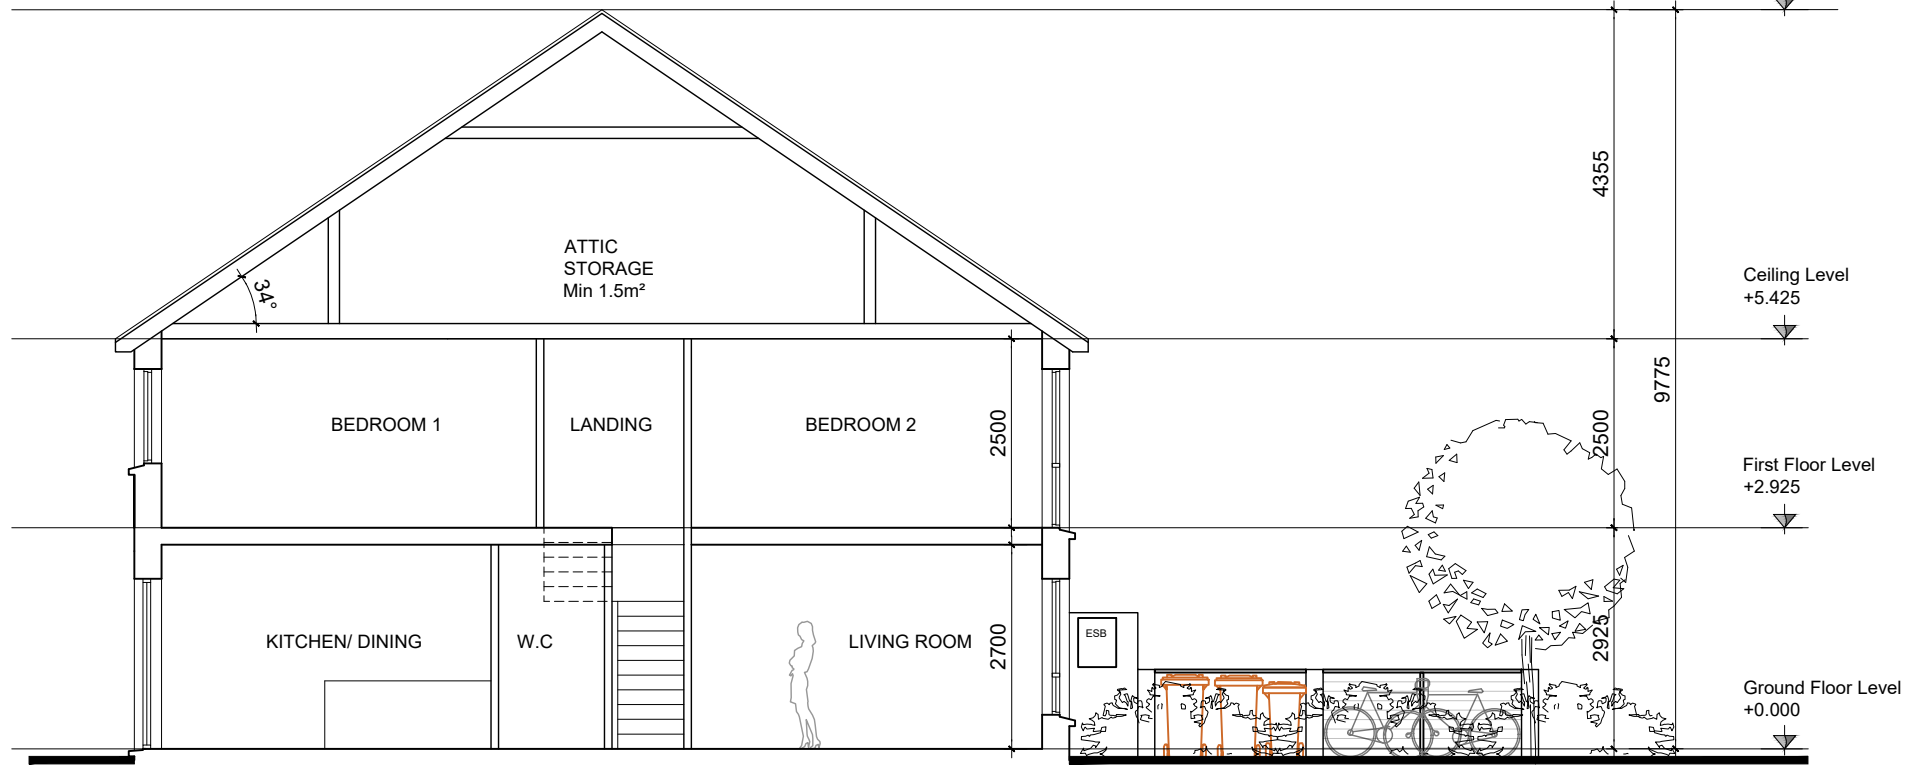 4355
ATTIC
STORAGE
Min 1.5m²
34°
Ceiling Level
+5.425
9775
BEDROOM 1
LANDING
BEDROOM 2
2500
2500
First Floor Level
+2.925
KITCHEN/ DINING
W.C
LIVING ROOM
2700
ESB
2925
Ground Floor Level
+0.000